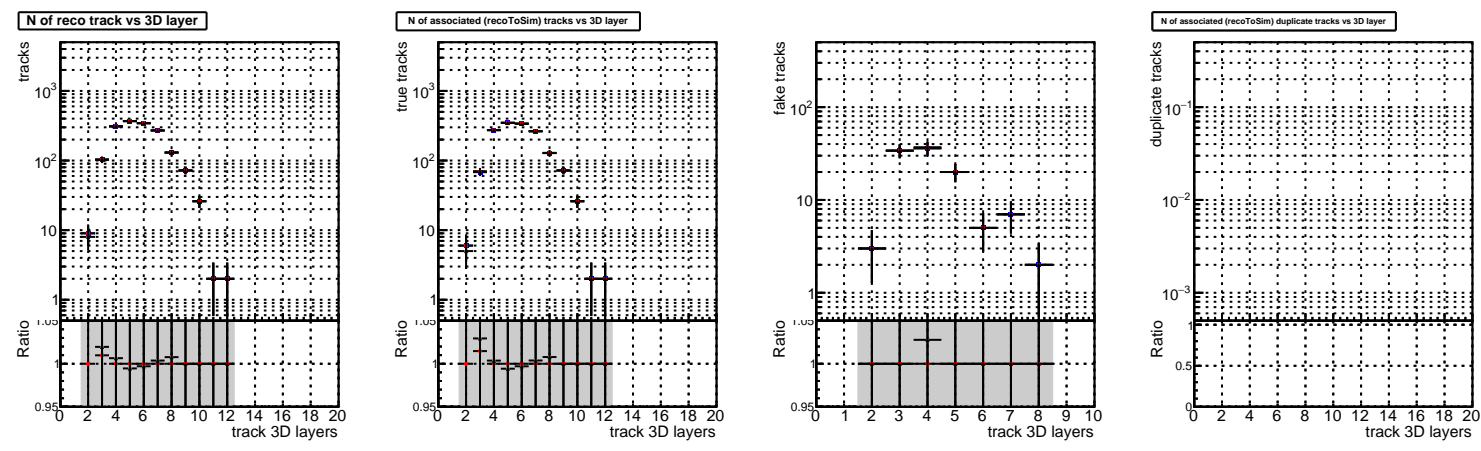 N of reco track vs 3D layer
tracks
10³
10²
10
1
Ratio
1.05
1
0.95
0 2 4 6 8 10 12 14 16 18 20
track 3D layers
N of associated (recoToSim) tracks vs 3D layer
true tracks
10³
10²
10
1
Ratio
1.05
1
0.95
0 2 4 6 8 10 12 14 16 18 20
track 3D layers
fake tracks
10²
10
1
Ratio
1.05
1
0.95
0 1 2 3 4 5 6 7 8 9 10
track 3D layers
N of associated (recoToSim) duplicate tracks vs 3D layer
duplicate tracks
10⁻¹
10⁻²
10⁻³
Ratio
1
0.5
0
0 2 4 6 8 10 12 14 16 18 20
track 3D layers